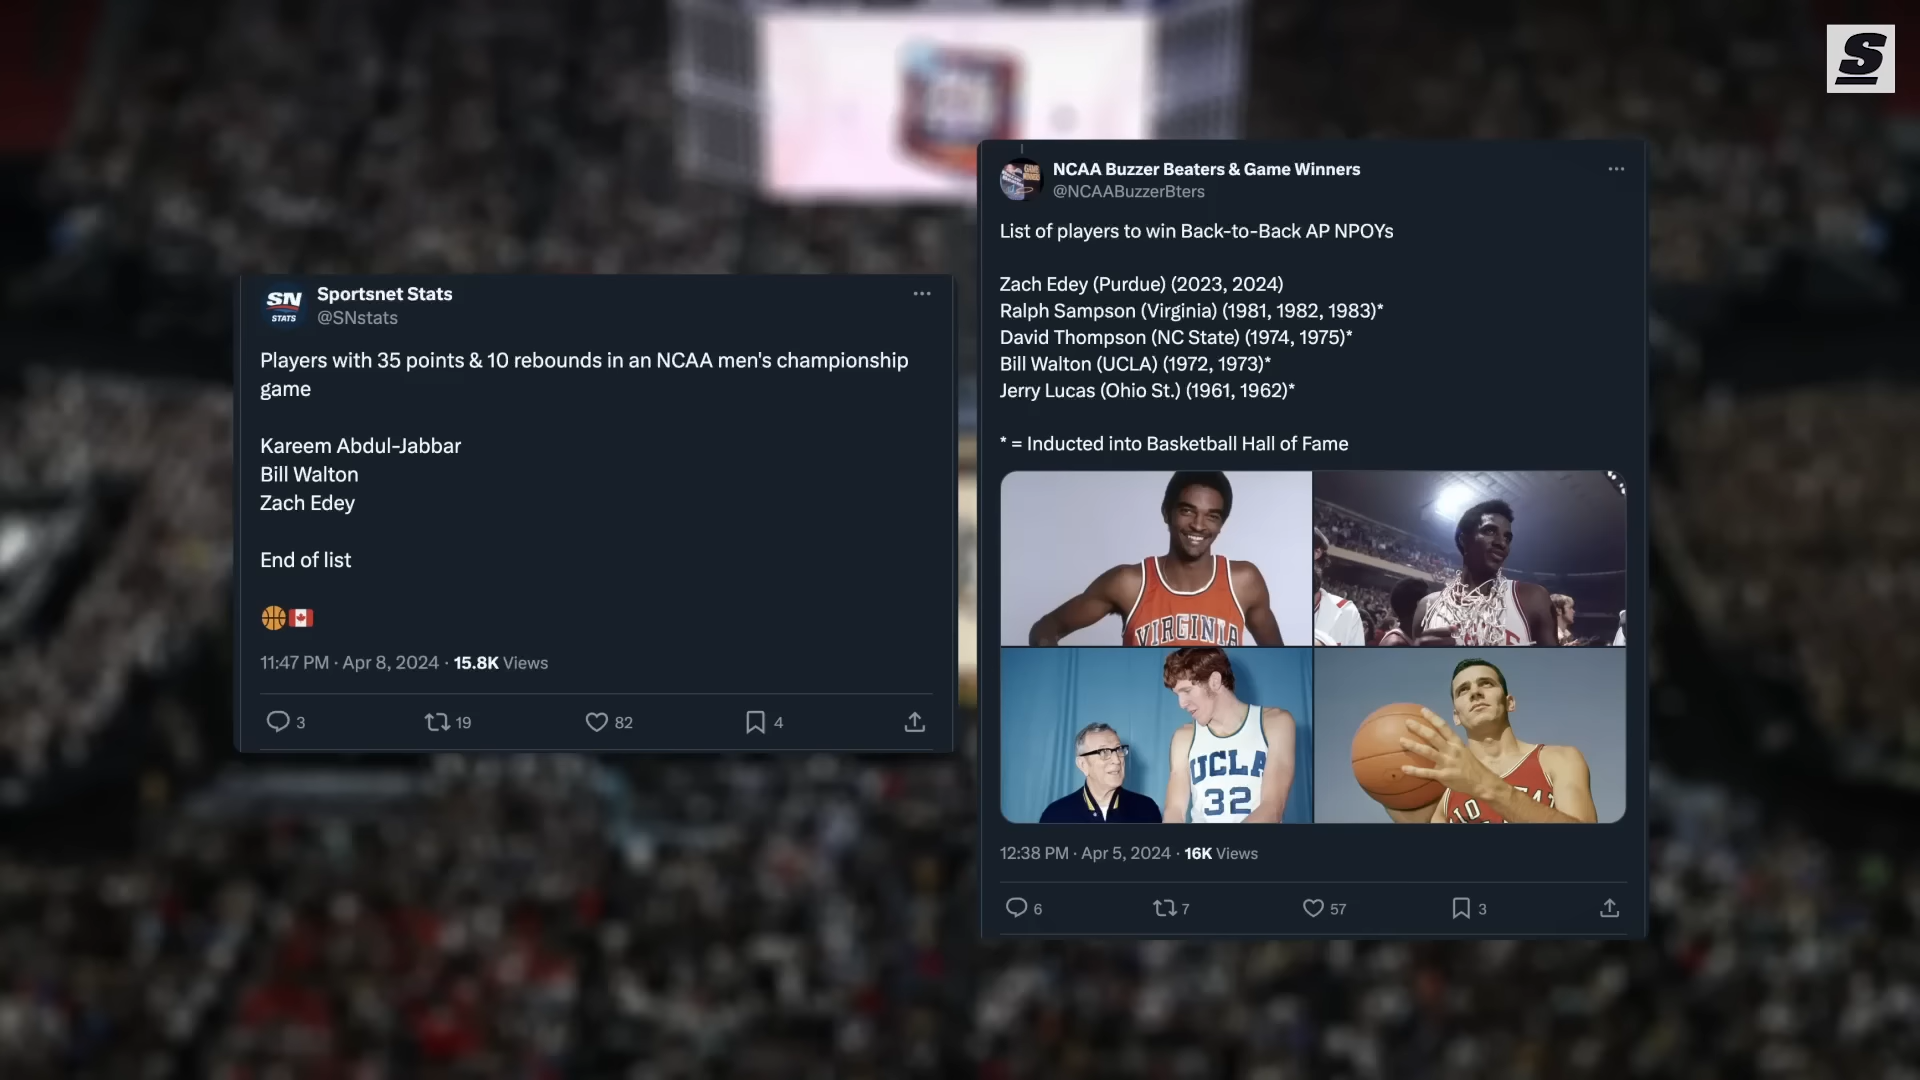 S
SN
STATS
Sportsnet Stats
@SNstats
Players with 35 points & 10 rebounds in an NCAA men's championship
game
Kareem Abdul-Jabbar
Bill Walton
Zach Edey
End of list
11:47 PM · Apr 8, 2024 · 15.8K Views
3 19 82 4
NCAA Buzzer Beaters & Game Winners
@NCAABuzzerBters
List of players to win Back-to-Back AP NPOYs
Zach Edey (Purdue) (2023, 2024)
Ralph Sampson (Virginia) (1981, 1982, 1983)*
David Thompson (NC State) (1974, 1975)*
Bill Walton (UCLA) (1972, 1973)*
Jerry Lucas (Ohio St.) (1961, 1962)*
* = Inducted into Basketball Hall of Fame
VIRGINIA
UCLA
32
12:38 PM · Apr 5, 2024 · 16K Views
6 7 57 3